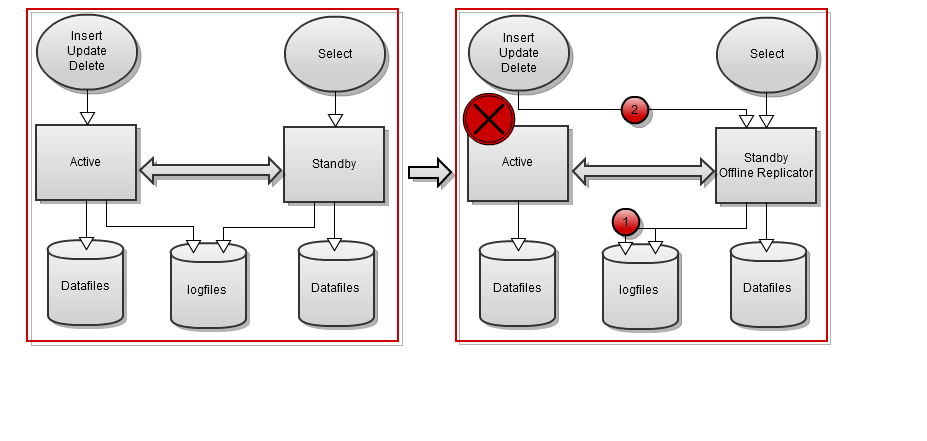 Insert
Update
Delete
Select
Active
Standby
Datafiles
logfiles
Datafiles
Insert
Update
Delete
Select
2
Active
Standby
Offline Replicator
1
Datafiles
logfiles
Datafiles